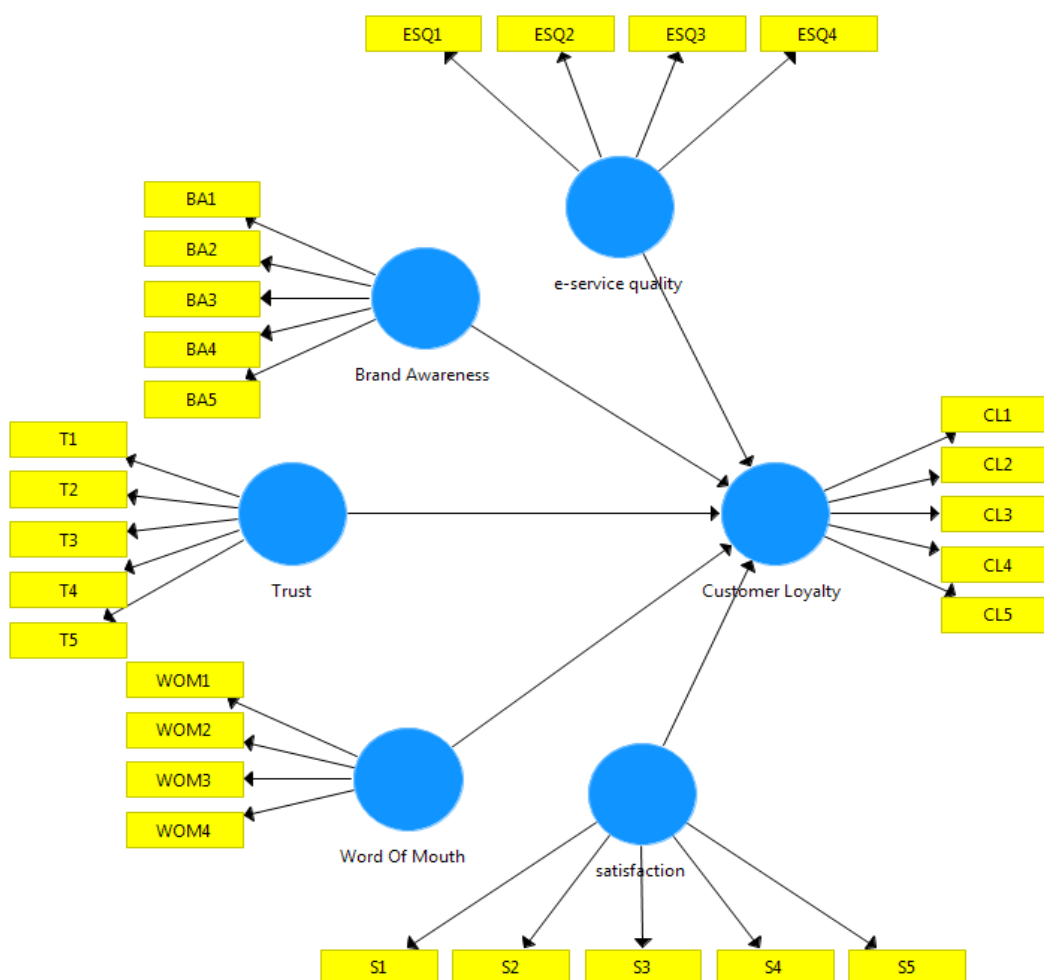 ESQ1
ESQ2
ESQ3
ESQ4
e-service quality
BA1
BA2
BA3
BA4
BA5
Brand Awareness
T1
T2
T3
T4
T5
Trust
CL1
CL2
CL3
CL4
CL5
Customer Loyalty
WOM1
WOM2
WOM3
WOM4
Word Of Mouth
satisfaction
S1
S2
S3
S4
S5